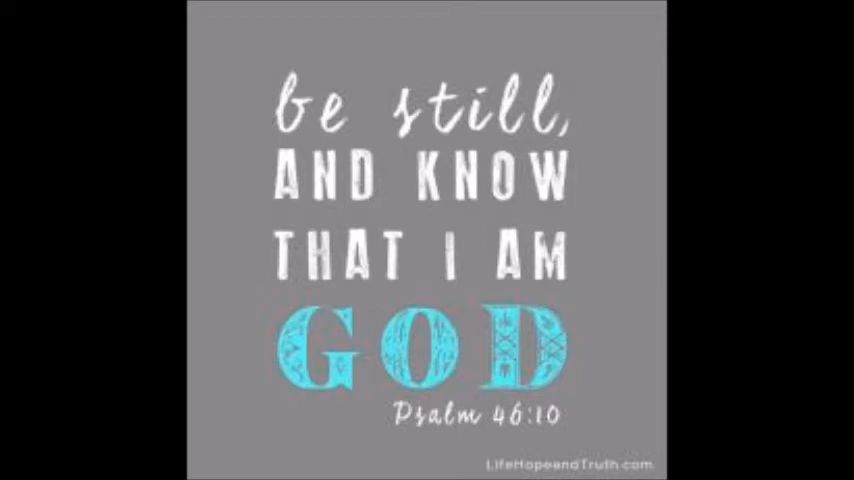 be still,
AND KNOW
THAT I AM
GOD
Psalm 46:10
LifeHopeandTruth.com